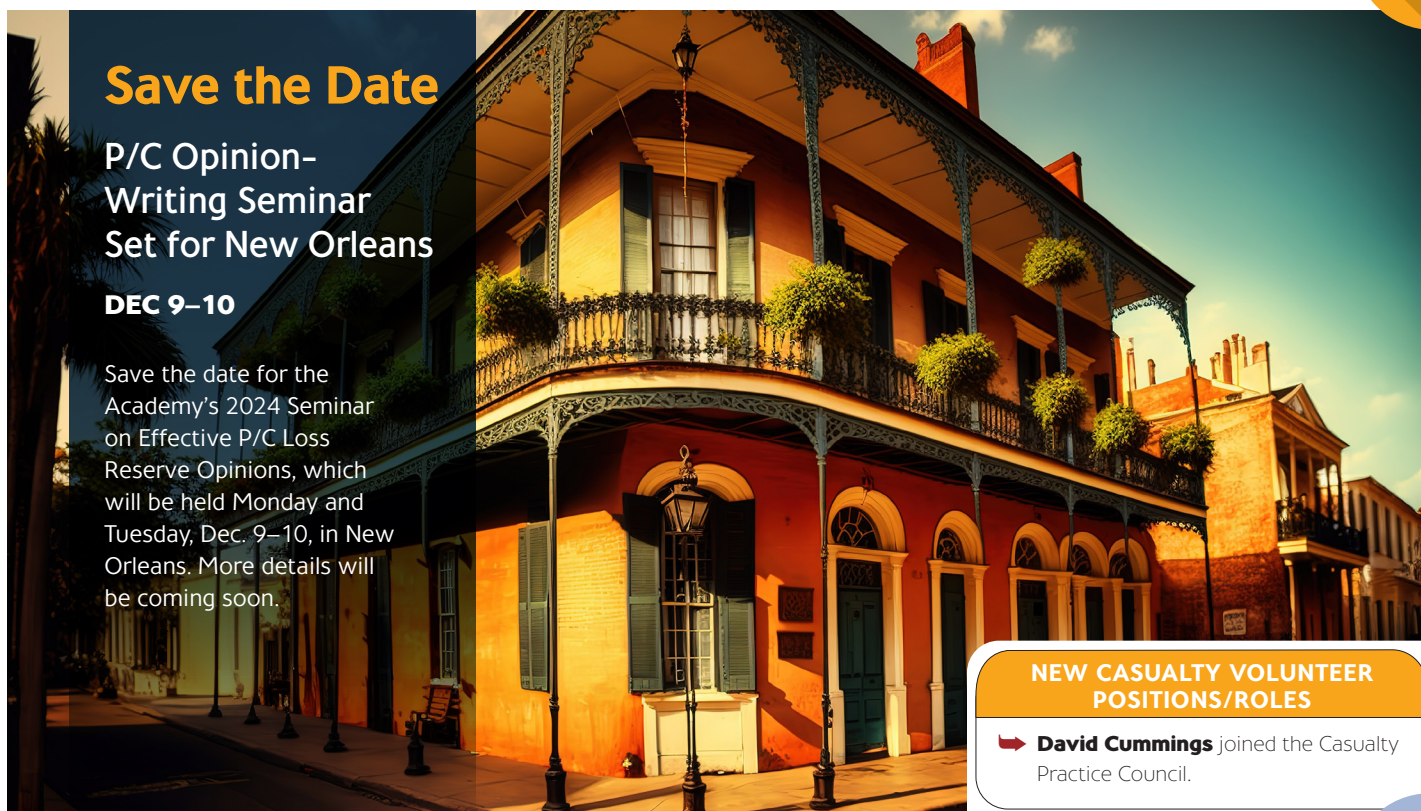 Save the Date
P/C Opinion-
Writing Seminar
Set for New Orleans
DEC 9–10
Save the date for the
Academy’s 2024 Seminar
on Effective P/C Loss
Reserve Opinions, which
will be held Monday and
Tuesday, Dec. 9–10, in New
Orleans. More details will
be coming soon.
NEW CASUALTY VOLUNTEER
POSITIONS/ROLES
David Cummings joined the Casualty
Practice Council.